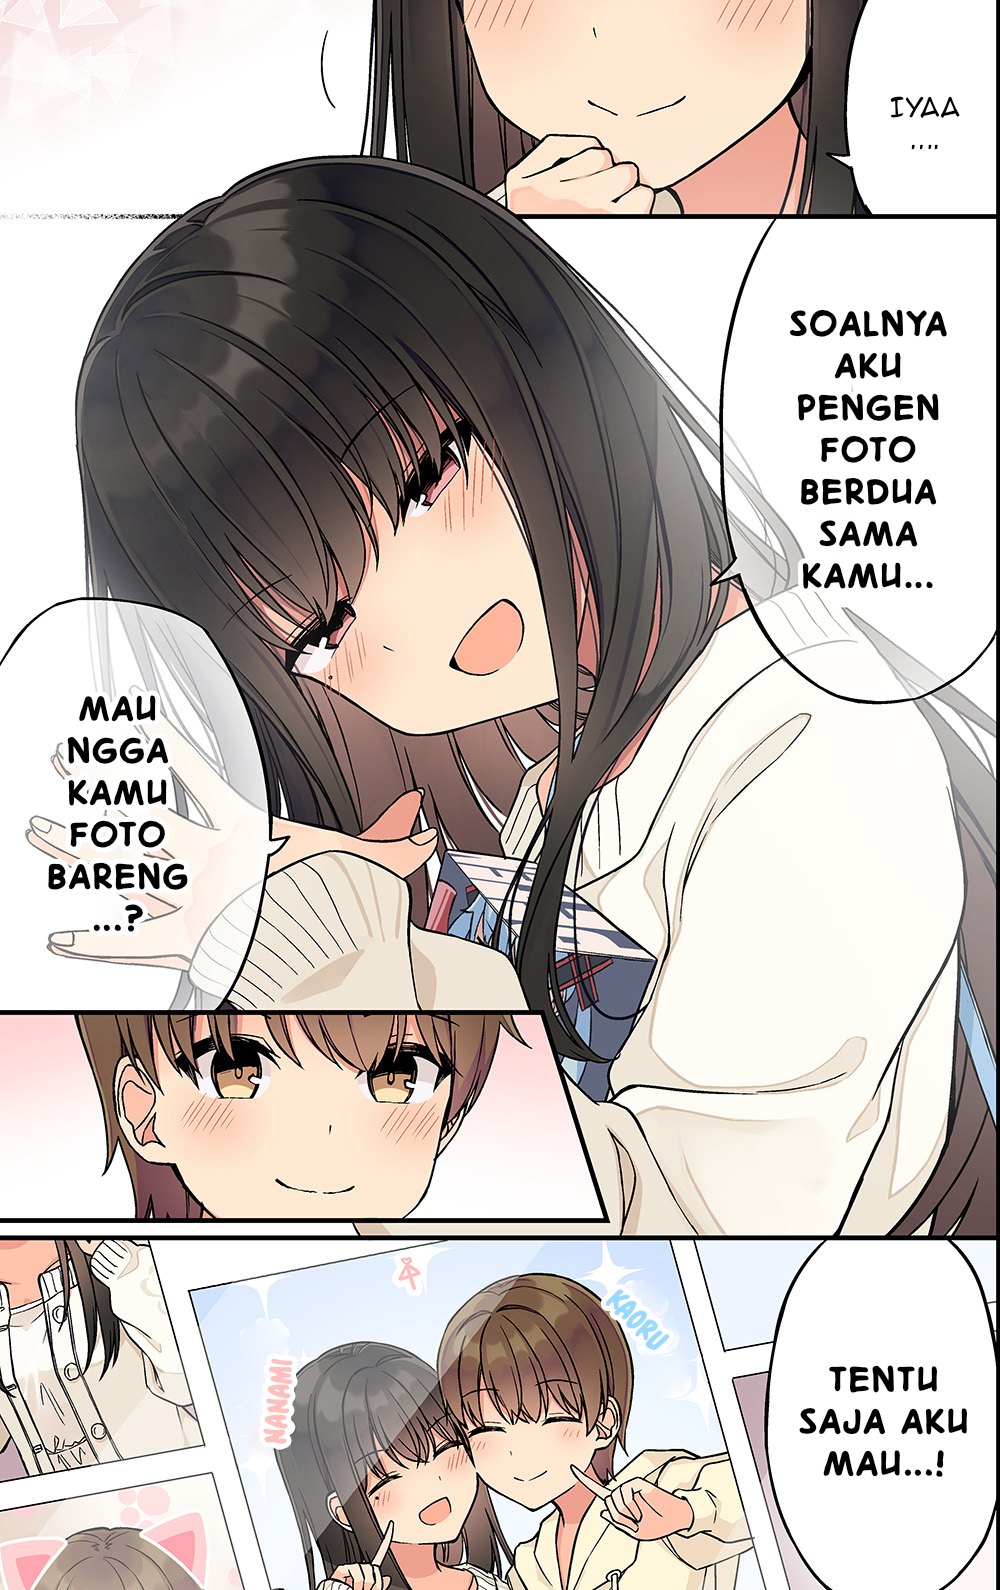 IYAA
....
SOALNYA
AKU
PENGEN
FOTO
BERDUA
SAMA
KAMU...
MAU
NGGA
KAMU
FOTO
BARENG
...?
NANAMI
KAORU
TENTU
SAJA AKU
MAU...!